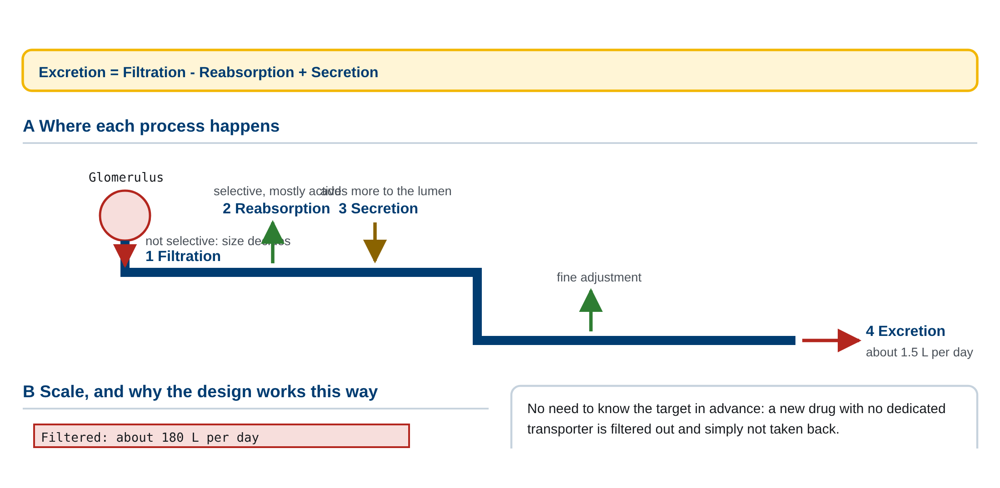 Excretion = Filtration - Reabsorption + Secretion
A Where each process happens
Glomerulus
selective, mostly active
adds more to the lumen
2 Reabsorption
3 Secretion
not selective: size decides
1 Filtration
fine adjustment
4 Excretion
about 1.5 L per day
B Scale, and why the design works this way
Filtered: about 180 L per day
No need to know the target in advance: a new drug with no dedicated
transporter is filtered out and simply not taken back.